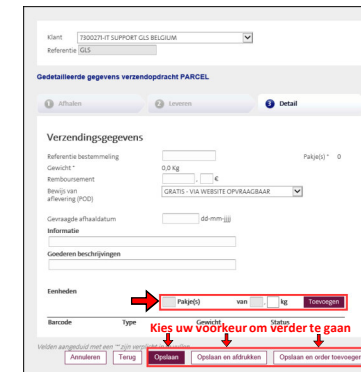 Klant 7300271-IT SUPPORT GLS BELGIUM
Referentie GLS
Gedetailleerde gegevens verzendopdracht PARCEL
1 Afhalen 2 Leveren 3 Detail
Verzendingsgegevens
Referentie bestemmeling Pakje(s) * 0
Gewicht * 0,0 Kg
Remboursement , €
Bewijs van GRATIS - VIA WEBSITE OPVRAAGBAAR
aflevering (POD)
Gevraagde afhaaldatum dd-mm-jjjj
Informatie
Goederen beschrijvingen
Eenheden
Pakje(s) van , kg Toevoegen
Barcode Type Gewicht Status
Kies uw voorkeur om verder te gaan
Velden aangeduid met een "*" zijn verplicht
Annuleren Terug Opslaan Opslaan en afdrukken Opslaan en order toevoegen